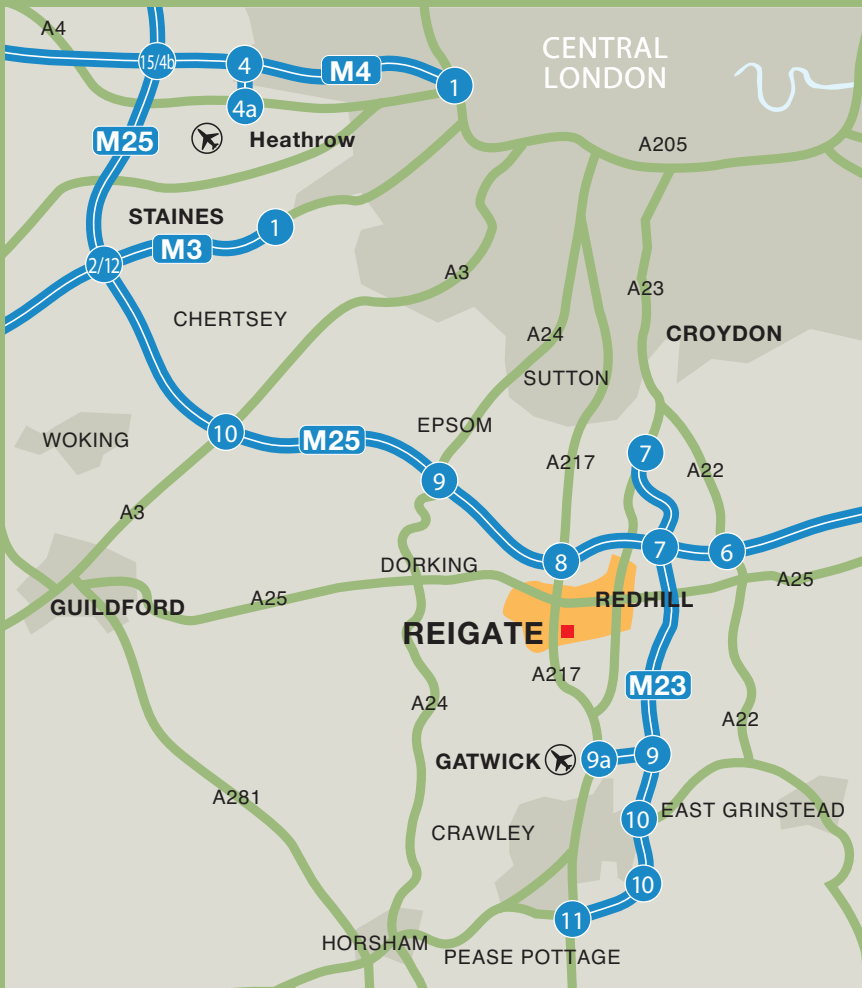 A4
CENTRAL
LONDON
15/4b
4
M4
1
4a
M25
Heathrow
A205
STAINES
1
M3
2/12
A3
A23
CHERTSEY
A24
CROYDON
SUTTON
EPSOM
WOKING
10
M25
7
A217
A22
9
A3
7
6
8
DORKING
A25
A25
GUILDFORD
REDHILL
REIGATE
A217
M23
A24
A22
GATWICK
9a
9
A281
EAST GRINSTEAD
10
CRAWLEY
10
11
HORSHAM
PEASE POTTAGE